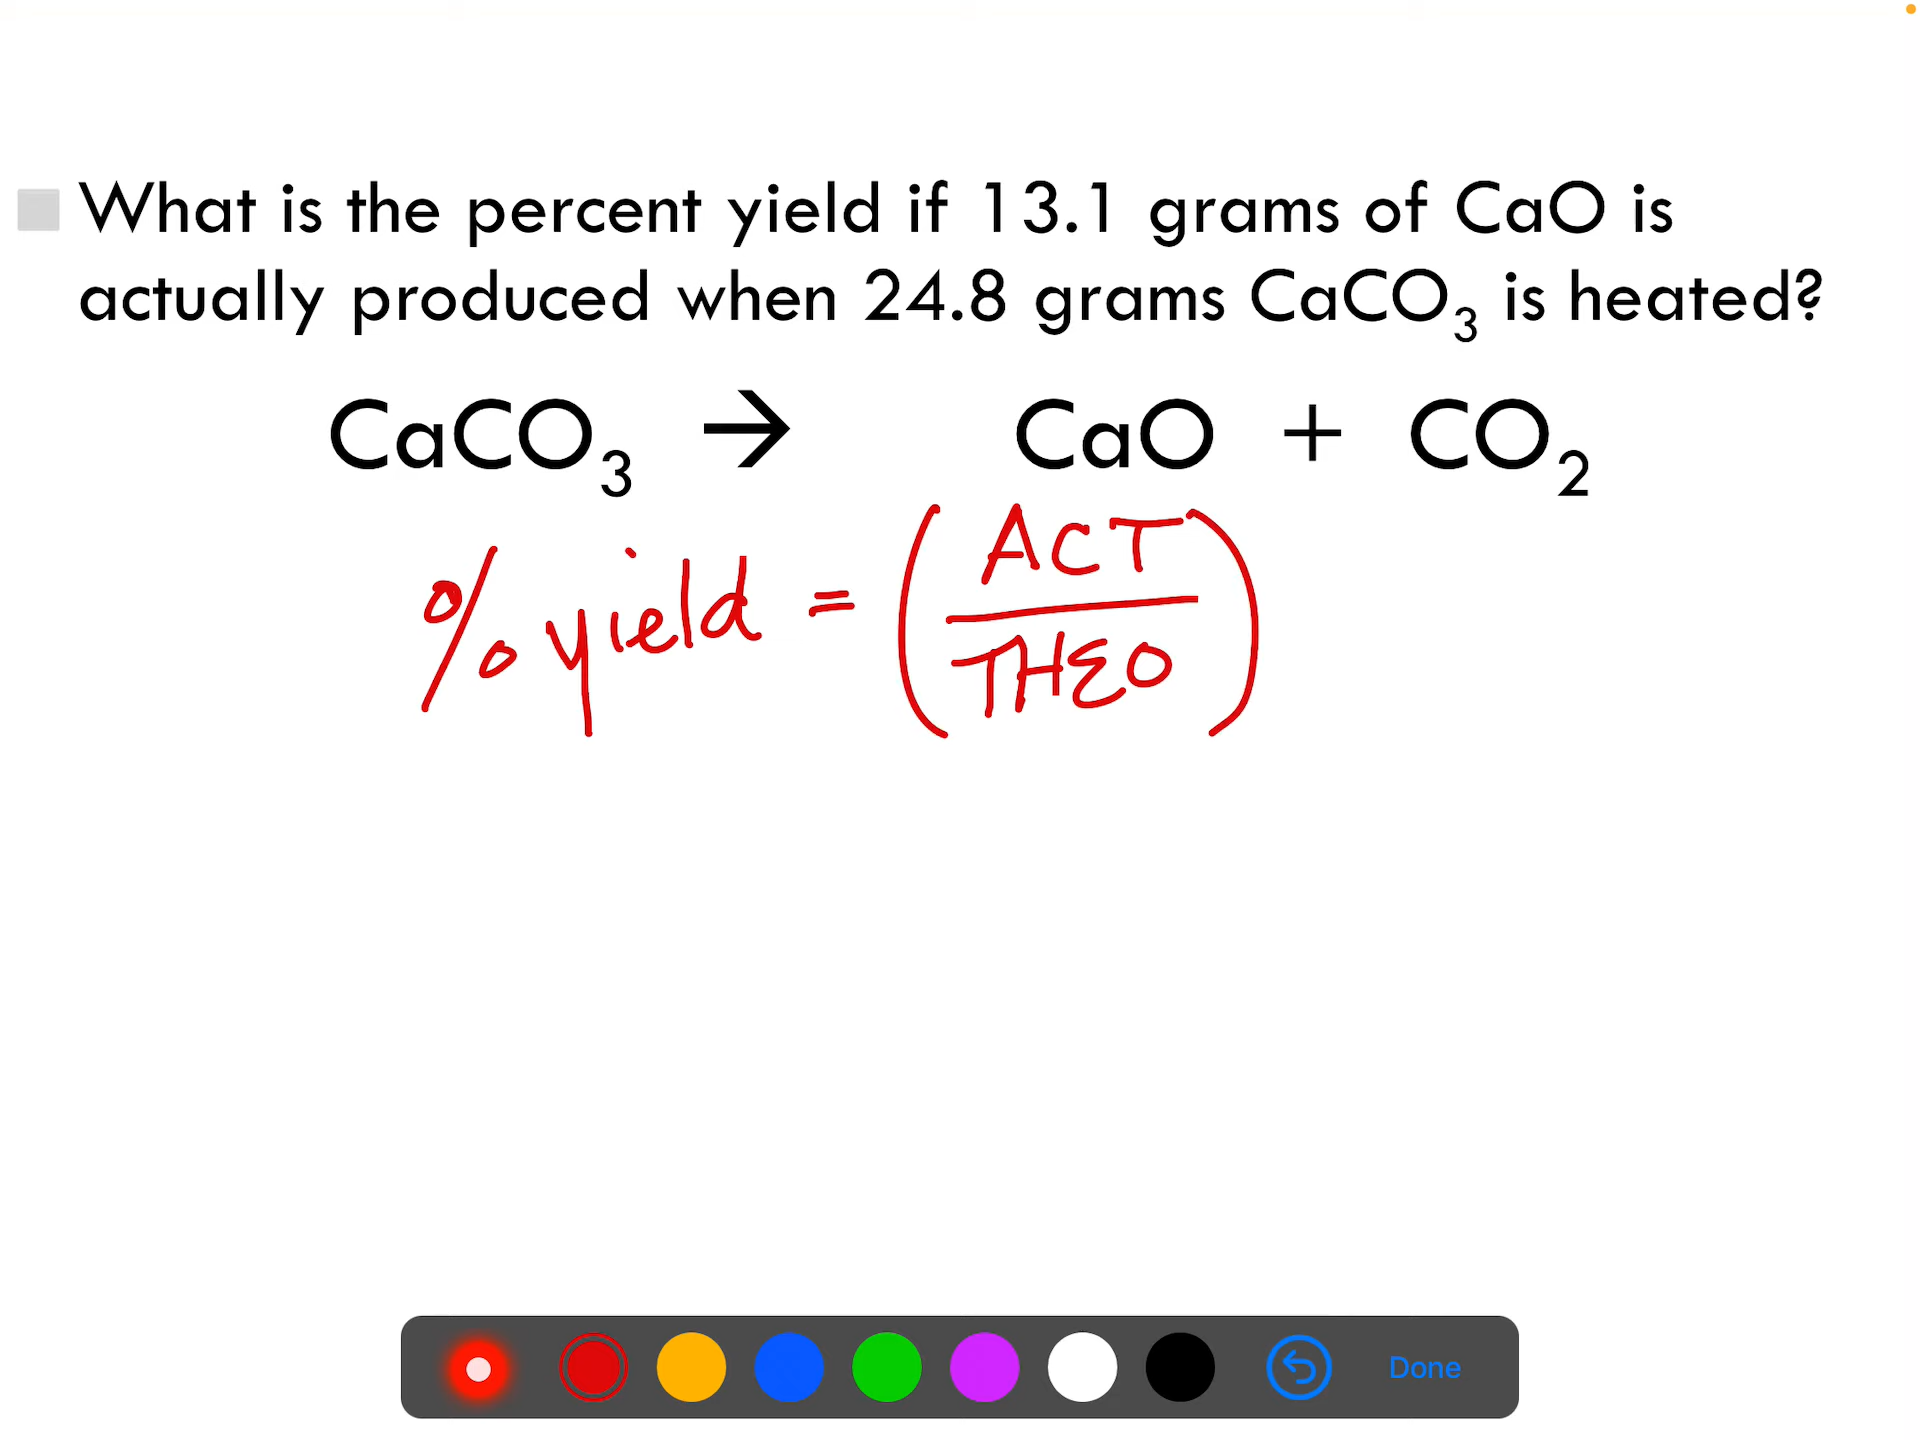 What is the percent yield if 13.1 grams of CaO is
actually produced when 24.8 grams CaCO₃ is heated?
CaCO₃ → CaO + CO₂
% yield = (ACT / THEO)
Done